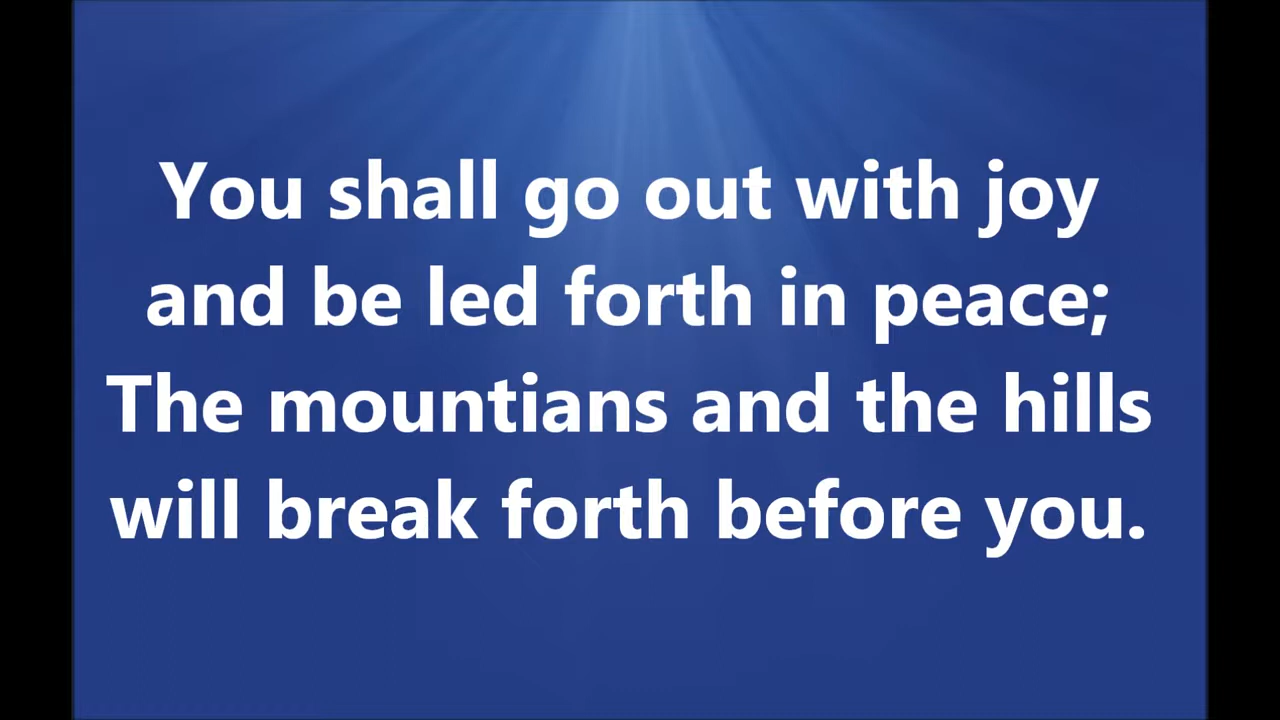 You shall go out with joy
and be led forth in peace;
The mountians and the hills
will break forth before you.